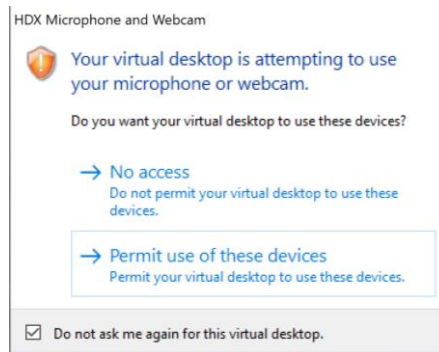 HDX Microphone and Webcam
Your virtual desktop is attempting to use
your microphone or webcam.
Do you want your virtual desktop to use these devices?
No access
Do not permit your virtual desktop to use these
devices.
Permit use of these devices
Permit your virtual desktop to use these devices.
Do not ask me again for this virtual desktop.